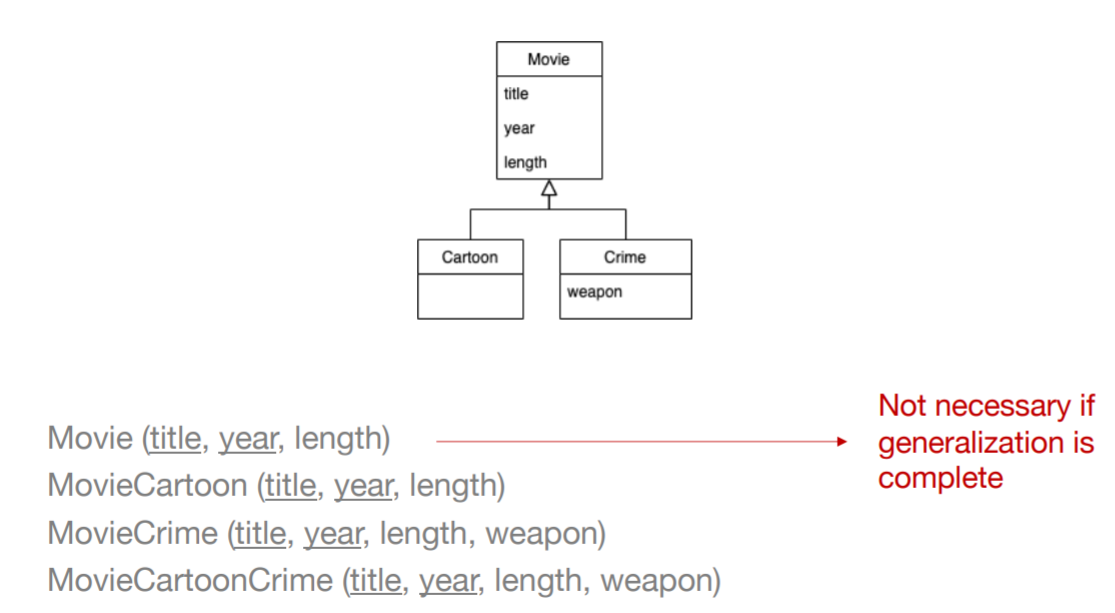 Movie
title
year
length
Cartoon
Crime
weapon
Movie (title, year, length)
Not necessary if
generalization is
complete
MovieCartoon (title, year, length)
MovieCrime (title, year, length, weapon)
MovieCartoonCrime (title, year, length, weapon)